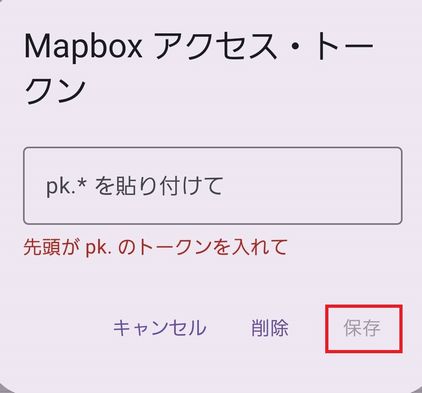 Mapbox アクセス・トー
クン
pk.* を貼り付けて
先頭が pk. のトークンを入れて
キャンセル 削除 保存